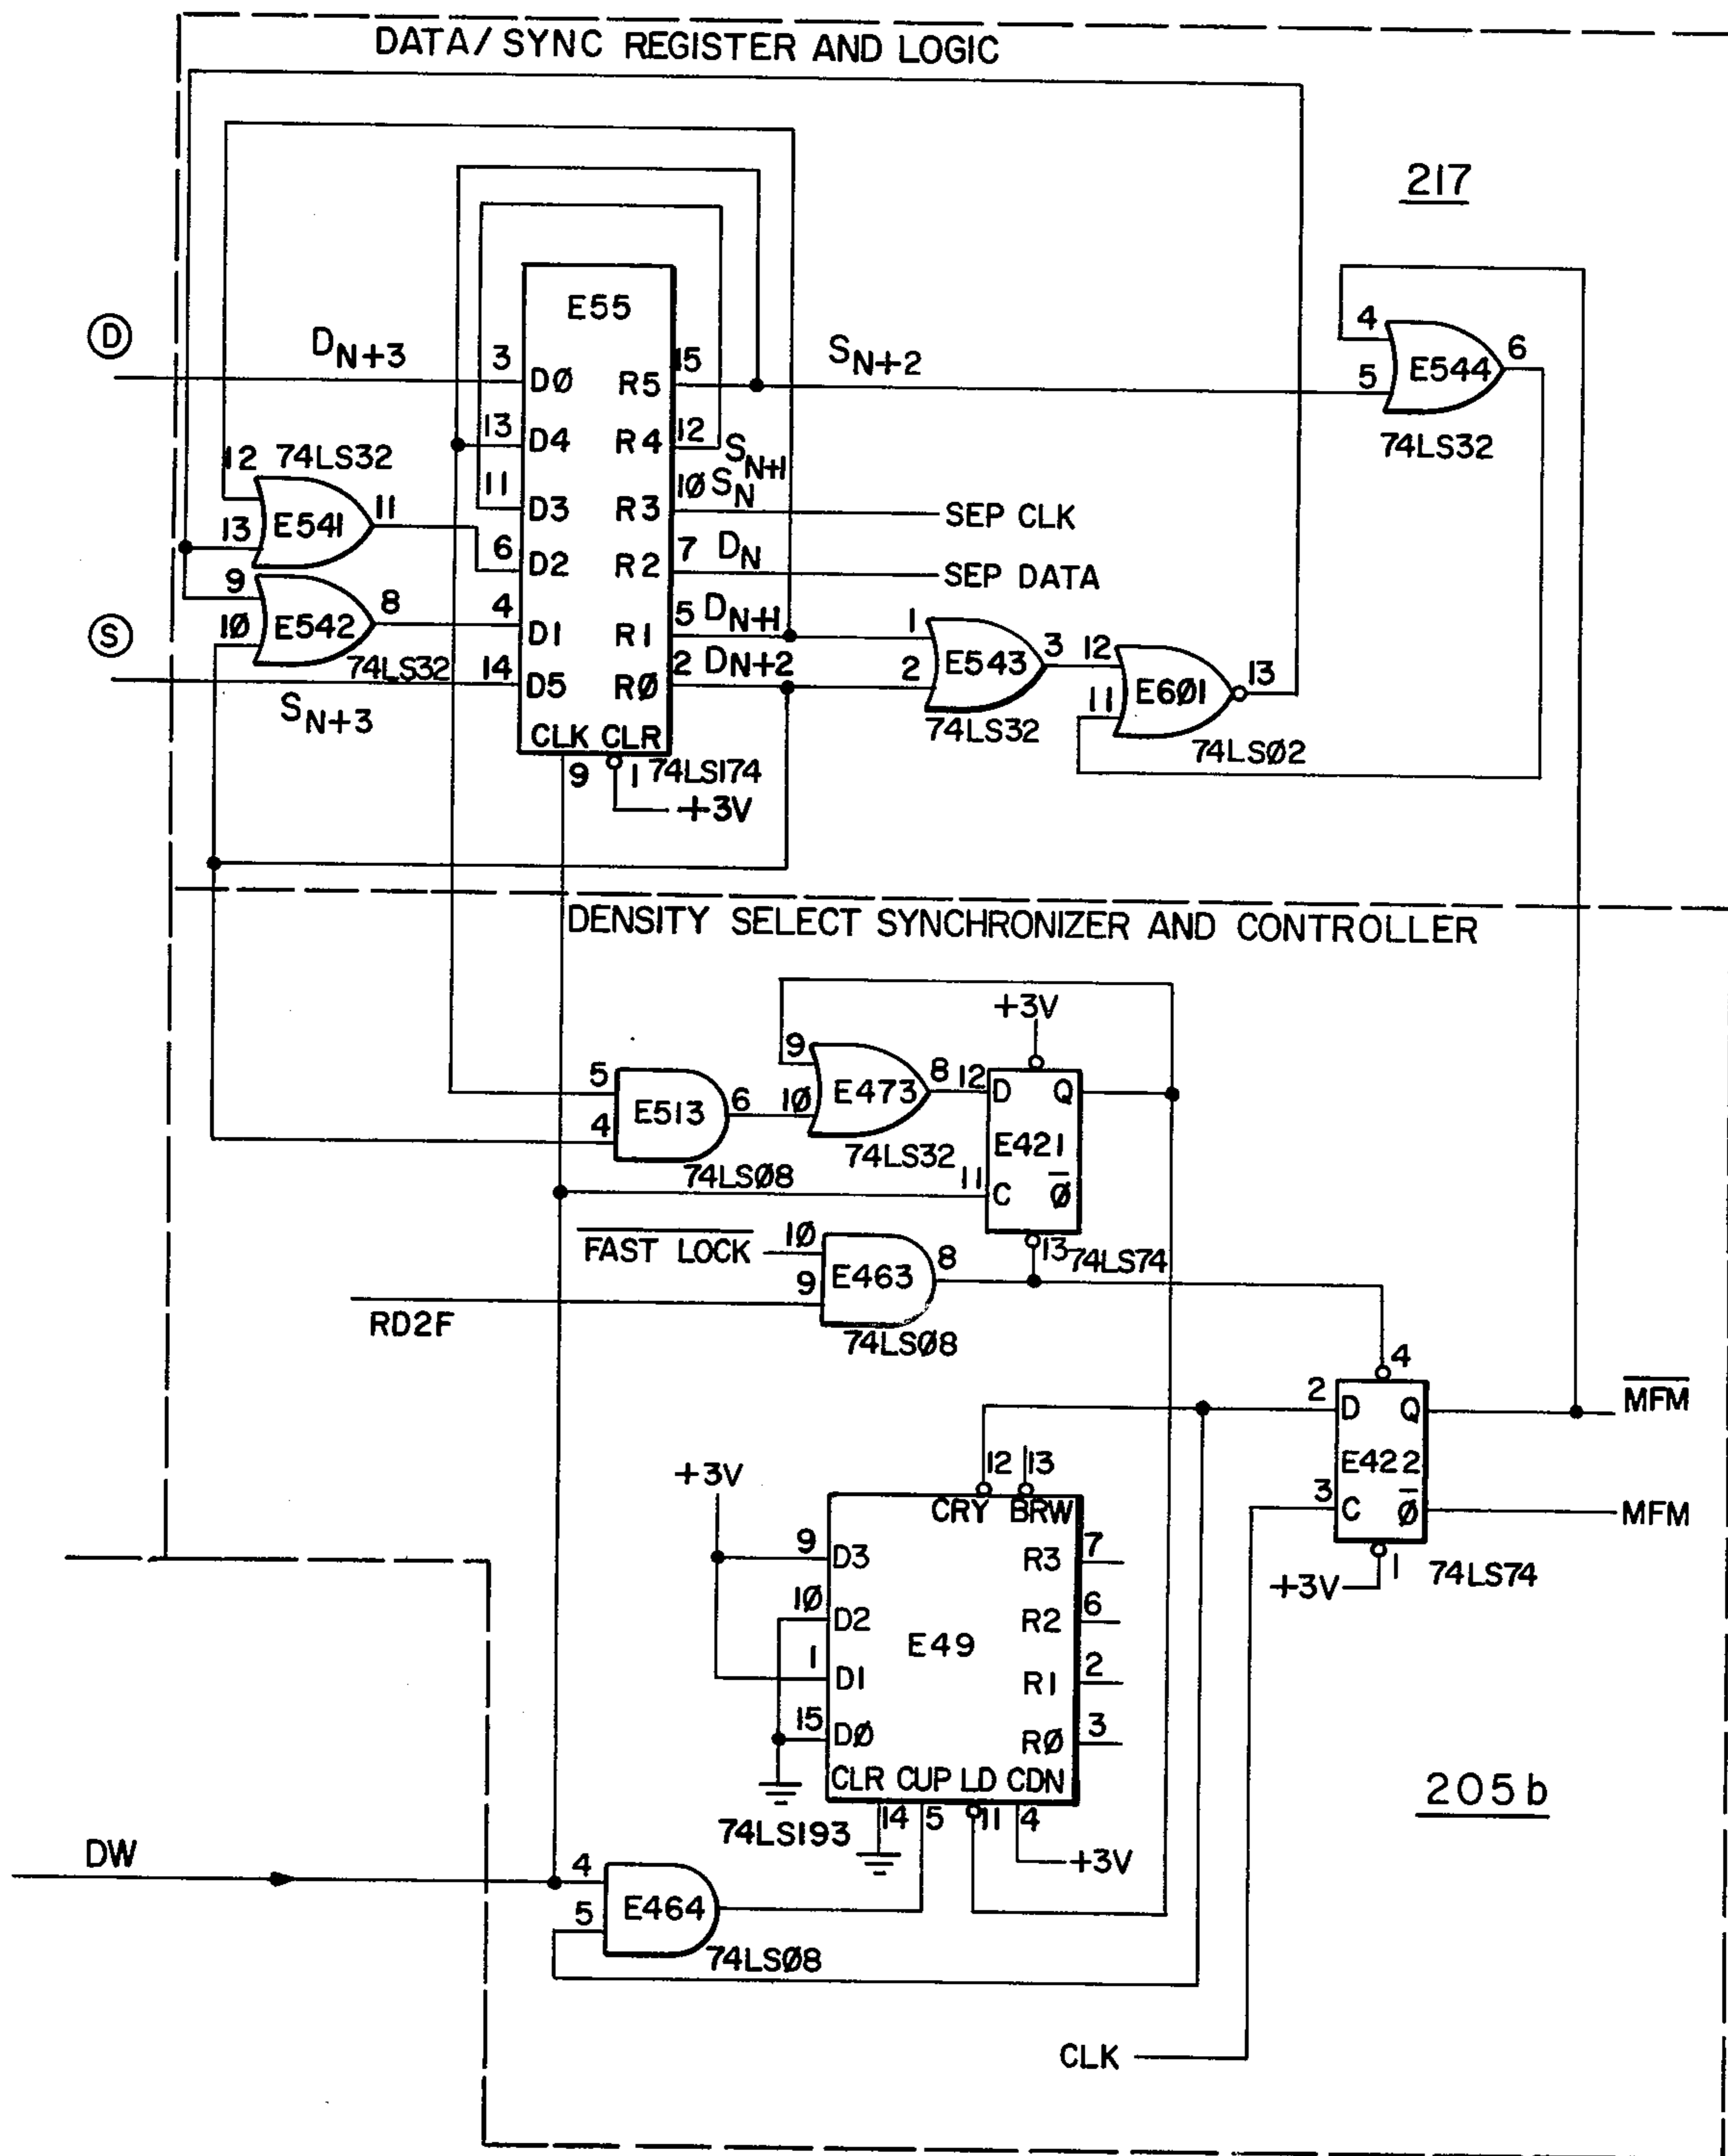 DATA/ SYNC REGISTER AND LOGIC
217
E55
D
DN+3
3
DØ
R5
15
SN+2
4
5
E544
6
74LS32
13
D4
R4
12
SN+1
12
74LS32
11
D3
R3
1Ø
SN
SEP CLK
13
E541
11
6
D2
R2
7
DN
SEP DATA
9
1Ø
E542
8
4
D1
R1
5
DN+1
1
S
74LS32
14
D5
RØ
2
DN+2
2
E543
3
12
11
E6Ø1
13
SN+3
74LS32
74LSØ2
CLK CLR
9
1
74LS174
+3V
DENSITY SELECT SYNCHRONIZER AND CONTROLLER
+3V
5
4
E513
6
9
1Ø
E473
8
12
D
Q
E421
74LSØ8
74LS32
11
C
Ø
FAST LOCK
1Ø
9
E463
8
13
74LS74
RD2F
74LSØ8
4
2
D
Q
MFM
E422
3
C
Ø
MFM
+3V
1
74LS74
+3V
12
13
CRY
BRW
9
D3
R3
7
1Ø
D2
R2
6
E49
1
D1
R1
2
15
DØ
RØ
3
CLR CUP LD CDN
74LS193
14
5
11
4
+3V
205b
DW
4
5
E464
74LSØ8
CLK